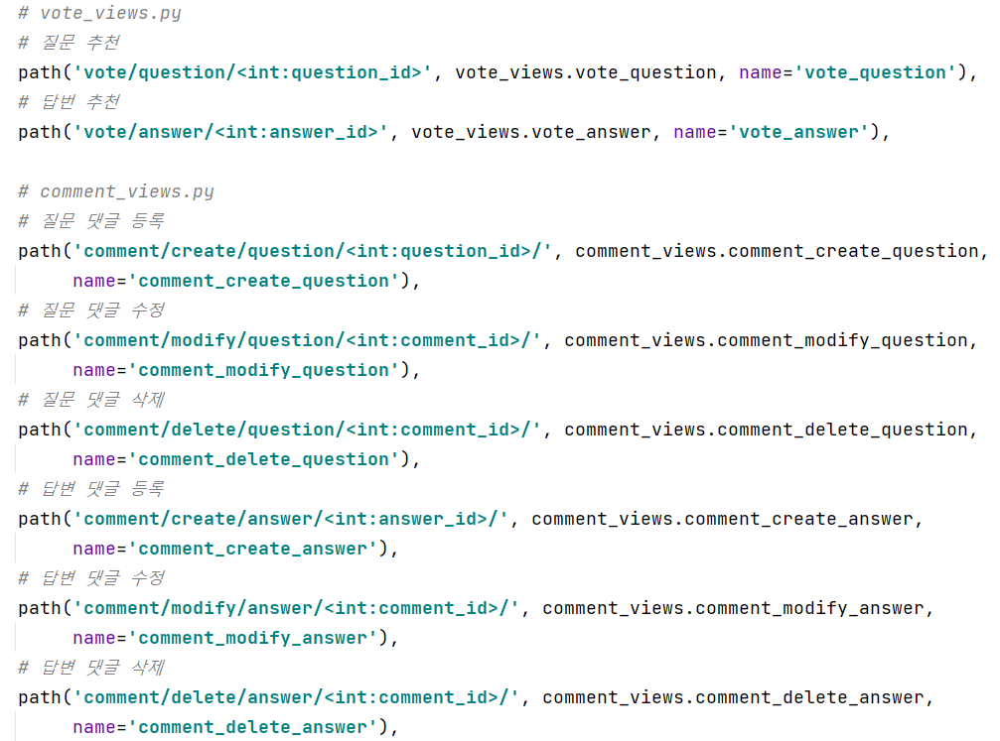 # vote_views.py
# 질문 추천
path('vote/question/<int:question_id>', vote_views.vote_question, name='vote_question'),
# 답변 추천
path('vote/answer/<int:answer_id>', vote_views.vote_answer, name='vote_answer'),
# comment_views.py
# 질문 댓글 등록
path('comment/create/question/<int:question_id>/', comment_views.comment_create_question,
name='comment_create_question'),
# 질문 댓글 수정
path('comment/modify/question/<int:comment_id>/', comment_views.comment_modify_question,
name='comment_modify_question'),
# 질문 댓글 삭제
path('comment/delete/question/<int:comment_id>/', comment_views.comment_delete_question,
name='comment_delete_question'),
# 답변 댓글 등록
path('comment/create/answer/<int:answer_id>/', comment_views.comment_create_answer,
name='comment_create_answer'),
# 답변 댓글 수정
path('comment/modify/answer/<int:comment_id>/', comment_views.comment_modify_answer,
name='comment_modify_answer'),
# 답변 댓글 삭제
path('comment/delete/answer/<int:comment_id>/', comment_views.comment_delete_answer,
name='comment_delete_answer'),